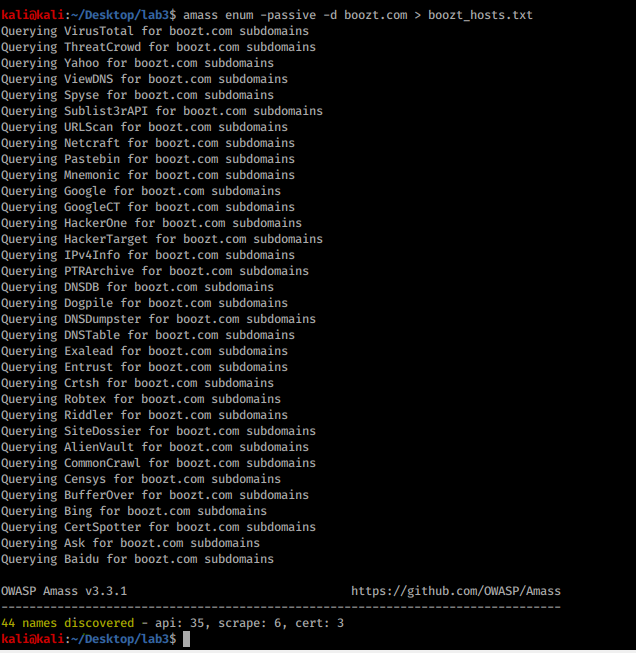 kali@kali:~/Desktop/lab3$ amass enum -passive -d boozt.com > boozt_hosts.txt
Querying VirusTotal for boozt.com subdomains
Querying ThreatCrowd for boozt.com subdomains
Querying Yahoo for boozt.com subdomains
Querying ViewDNS for boozt.com subdomains
Querying Spyse for boozt.com subdomains
Querying Sublist3rAPI for boozt.com subdomains
Querying URLScan for boozt.com subdomains
Querying Netcraft for boozt.com subdomains
Querying Pastebin for boozt.com subdomains
Querying Mnemonic for boozt.com subdomains
Querying Google for boozt.com subdomains
Querying GoogleCT for boozt.com subdomains
Querying HackerOne for boozt.com subdomains
Querying HackerTarget for boozt.com subdomains
Querying IPv4Info for boozt.com subdomains
Querying PTRArchive for boozt.com subdomains
Querying DNSDB for boozt.com subdomains
Querying Dogpile for boozt.com subdomains
Querying DNSDumpster for boozt.com subdomains
Querying DNSTable for boozt.com subdomains
Querying Exalead for boozt.com subdomains
Querying Entrust for boozt.com subdomains
Querying Crtsh for boozt.com subdomains
Querying Robtex for boozt.com subdomains
Querying Riddler for boozt.com subdomains
Querying SiteDossier for boozt.com subdomains
Querying AlienVault for boozt.com subdomains
Querying CommonCrawl for boozt.com subdomains
Querying Censys for boozt.com subdomains
Querying BufferOver for boozt.com subdomains
Querying Bing for boozt.com subdomains
Querying CertSpotter for boozt.com subdomains
Querying Ask for boozt.com subdomains
Querying Baidu for boozt.com subdomains

OWASP Amass v3.3.1                                https://github.com/OWASP/Amass
--------------------------------------------------------------------------------
44 names discovered - api: 35, scrape: 6, cert: 3
kali@kali:~/Desktop/lab3$